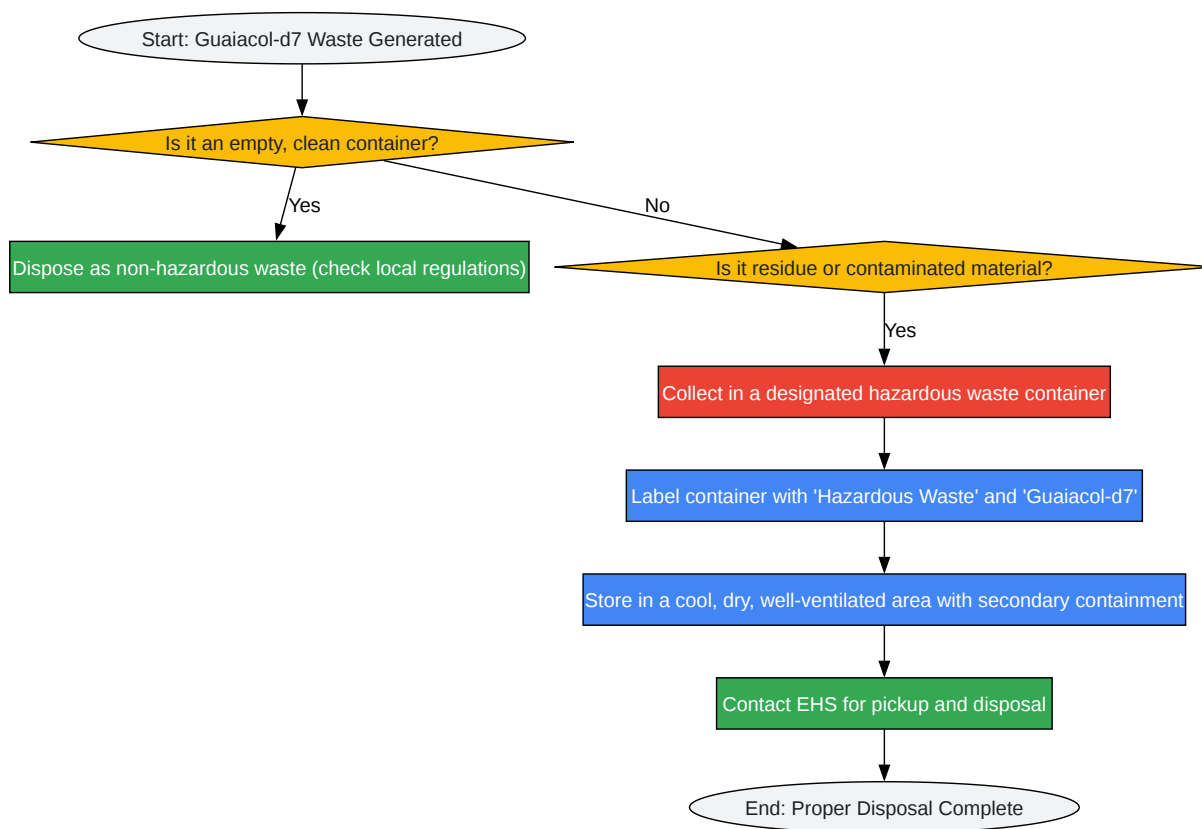 Start: Guaiacol-d7 Waste Generated
Is it an empty, clean container?
Yes
No
Dispose as non-hazardous waste (check local regulations)
Is it residue or contaminated material?
Yes
Collect in a designated hazardous waste container
Label container with 'Hazardous Waste' and 'Guaiacol-d7'
Store in a cool, dry, well-ventilated area with secondary containment
Contact EHS for pickup and disposal
End: Proper Disposal Complete